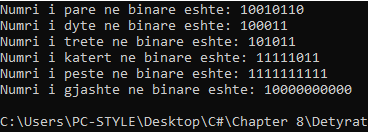 Numri i pare ne binare eshte: 10010110
Numri i dyte ne binare eshte: 100011
Numri i trete ne binare eshte: 101011
Numri i katert ne binare eshte: 11111011
Numri i peste ne binare eshte: 1111111111
Numri i gjashte ne binare eshte: 10000000000
C:\Users\PC-STYLE\Desktop\C#\Chapter 8\Detyrat